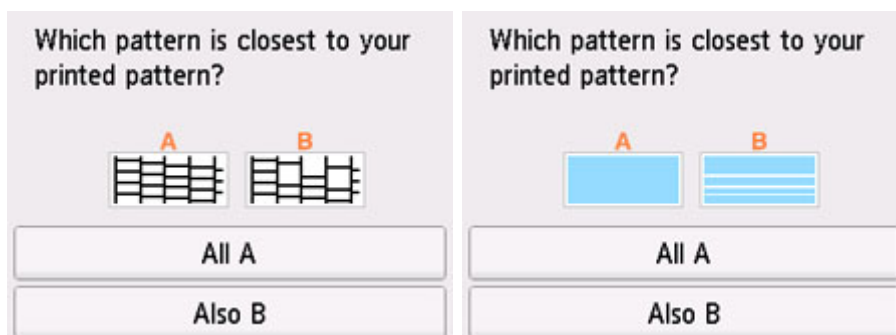 Which pattern is closest to your
printed pattern?
A B
All A
Also B
Which pattern is closest to your
printed pattern?
A B
All A
Also B